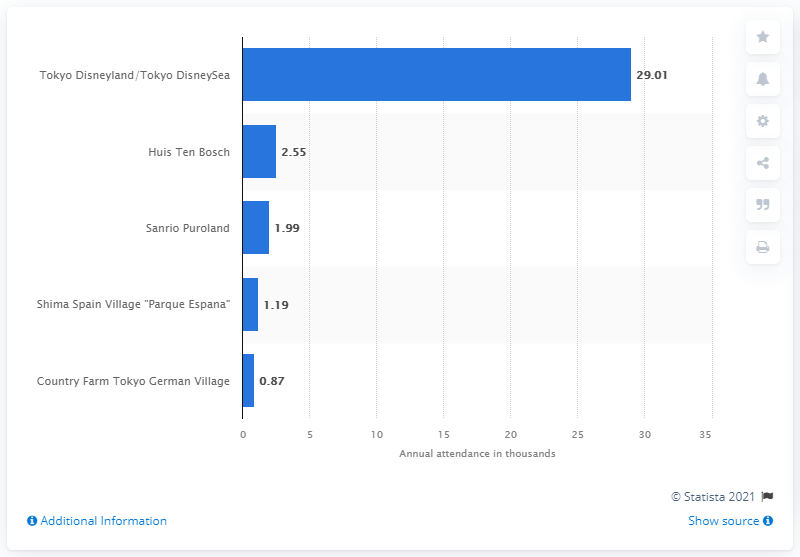 Tokyo Disneyland/Tokyo DisneySea
29.01
Huis Ten Bosch
2.55
Sanrio Puroland
1.99
Shima Spain Village "Parque Espana"
1.19
Country Farm Tokyo German Village
0.87
0 5 10 15 20 25 30 35
Annual attendance in thousands
© Statista 2021
Additional Information
Show source